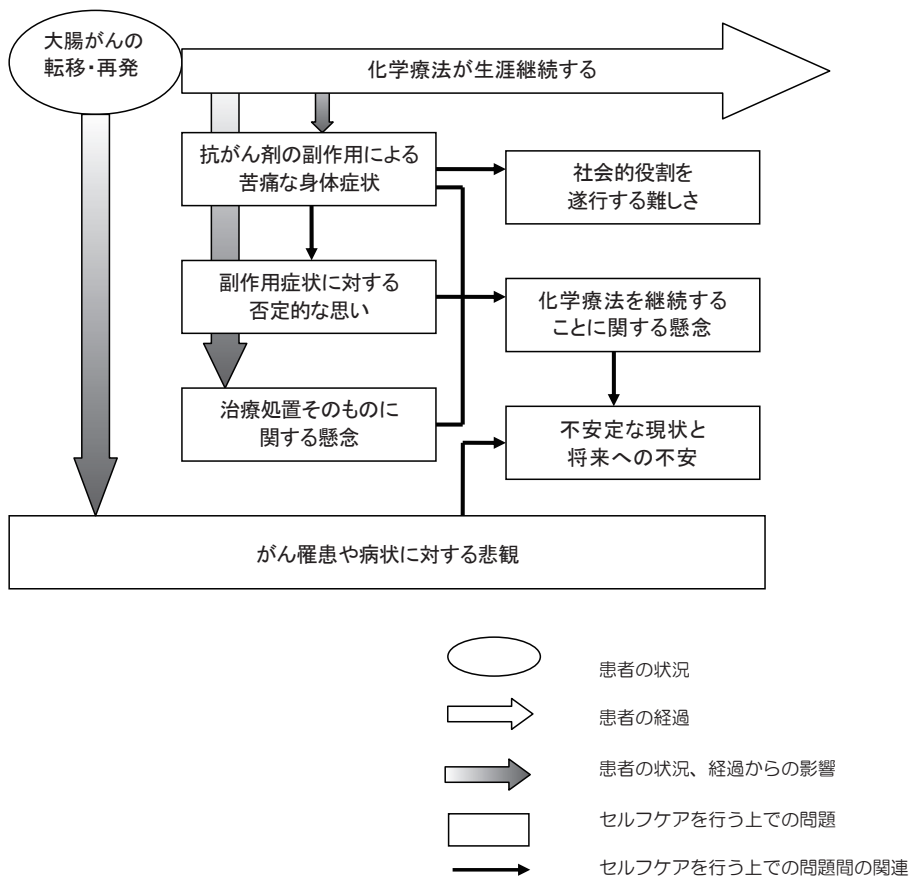 大腸がんの
転移・再発
化学療法が生涯継続する
抗がん剤の副作用による
苦痛な身体症状
社会的役割を
遂行する難しさ
副作用症状に対する
否定的な思い
化学療法を継続する
ことに関する懸念
治療処置そのものに
関する懸念
不安定な現状と
将来への不安
がん罹患や病状に対する悲観
患者の状況
患者の経過
患者の状況、経過からの影響
セルフケアを行う上での問題
セルフケアを行う上での問題間の関連